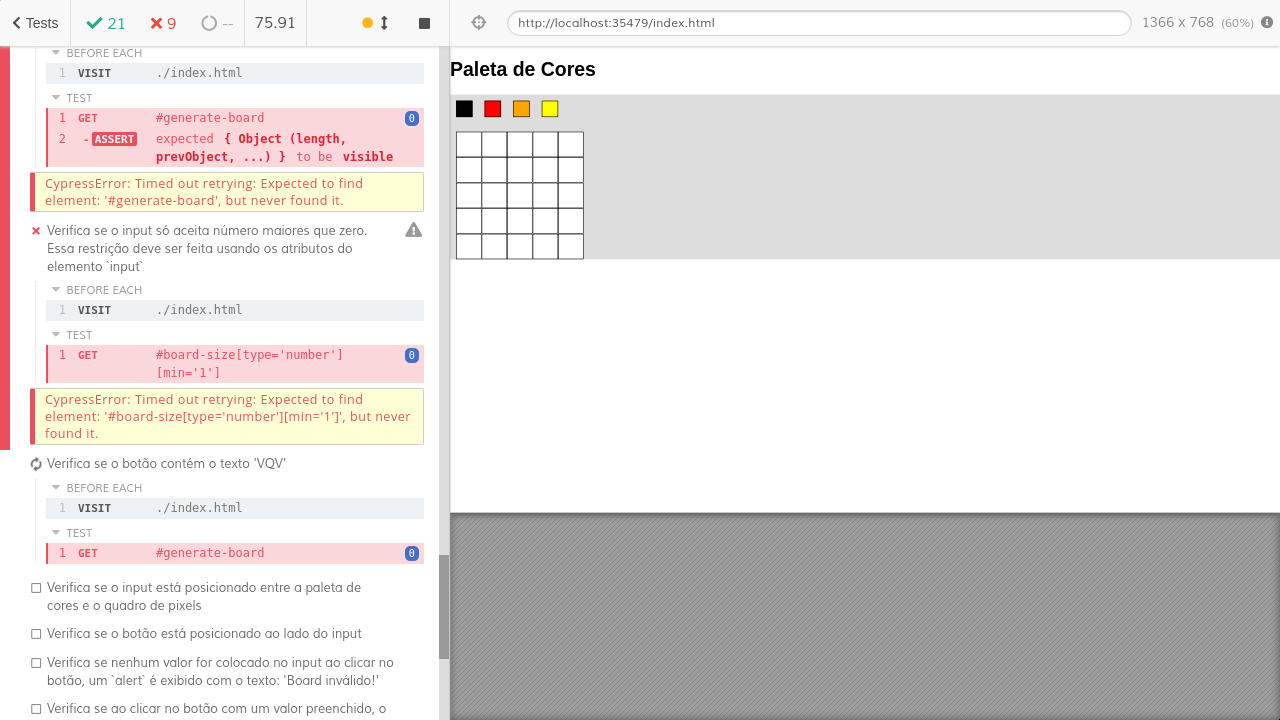 Tests
21
9
--
75.91
http://localhost:35479/index.html
1366 x 768 (60%)
BEFORE EACH
1 VISIT ./index.html
TEST
1 GET #generate-board 0
2 -ASSERT expected { Object (length,
prevObject, ...) } to be visible
CypressError: Timed out retrying: Expected to find
element: '#generate-board', but never found it.
Verifica se o input só aceita número maiores que zero.
Essa restrição deve ser feita usando os atributos do
elemento `input`
BEFORE EACH
1 VISIT ./index.html
TEST
1 GET #board-size[type='number'] 0
[min='1']
CypressError: Timed out retrying: Expected to find
element: '#board-size[type='number'][min='1']', but never
found it.
Verifica se o botão contém o texto 'VQV'
BEFORE EACH
1 VISIT ./index.html
TEST
1 GET #generate-board 0
Verifica se o input está posicionado entre a paleta de
cores e o quadro de pixels
Verifica se o botão está posicionado ao lado do input
Verifica se nenhum valor for colocado no input ao clicar no
botão, um `alert` é exibido com o texto: 'Board inválido!'
Verifica se ao clicar no botão com um valor preenchido, o
Paleta de Cores